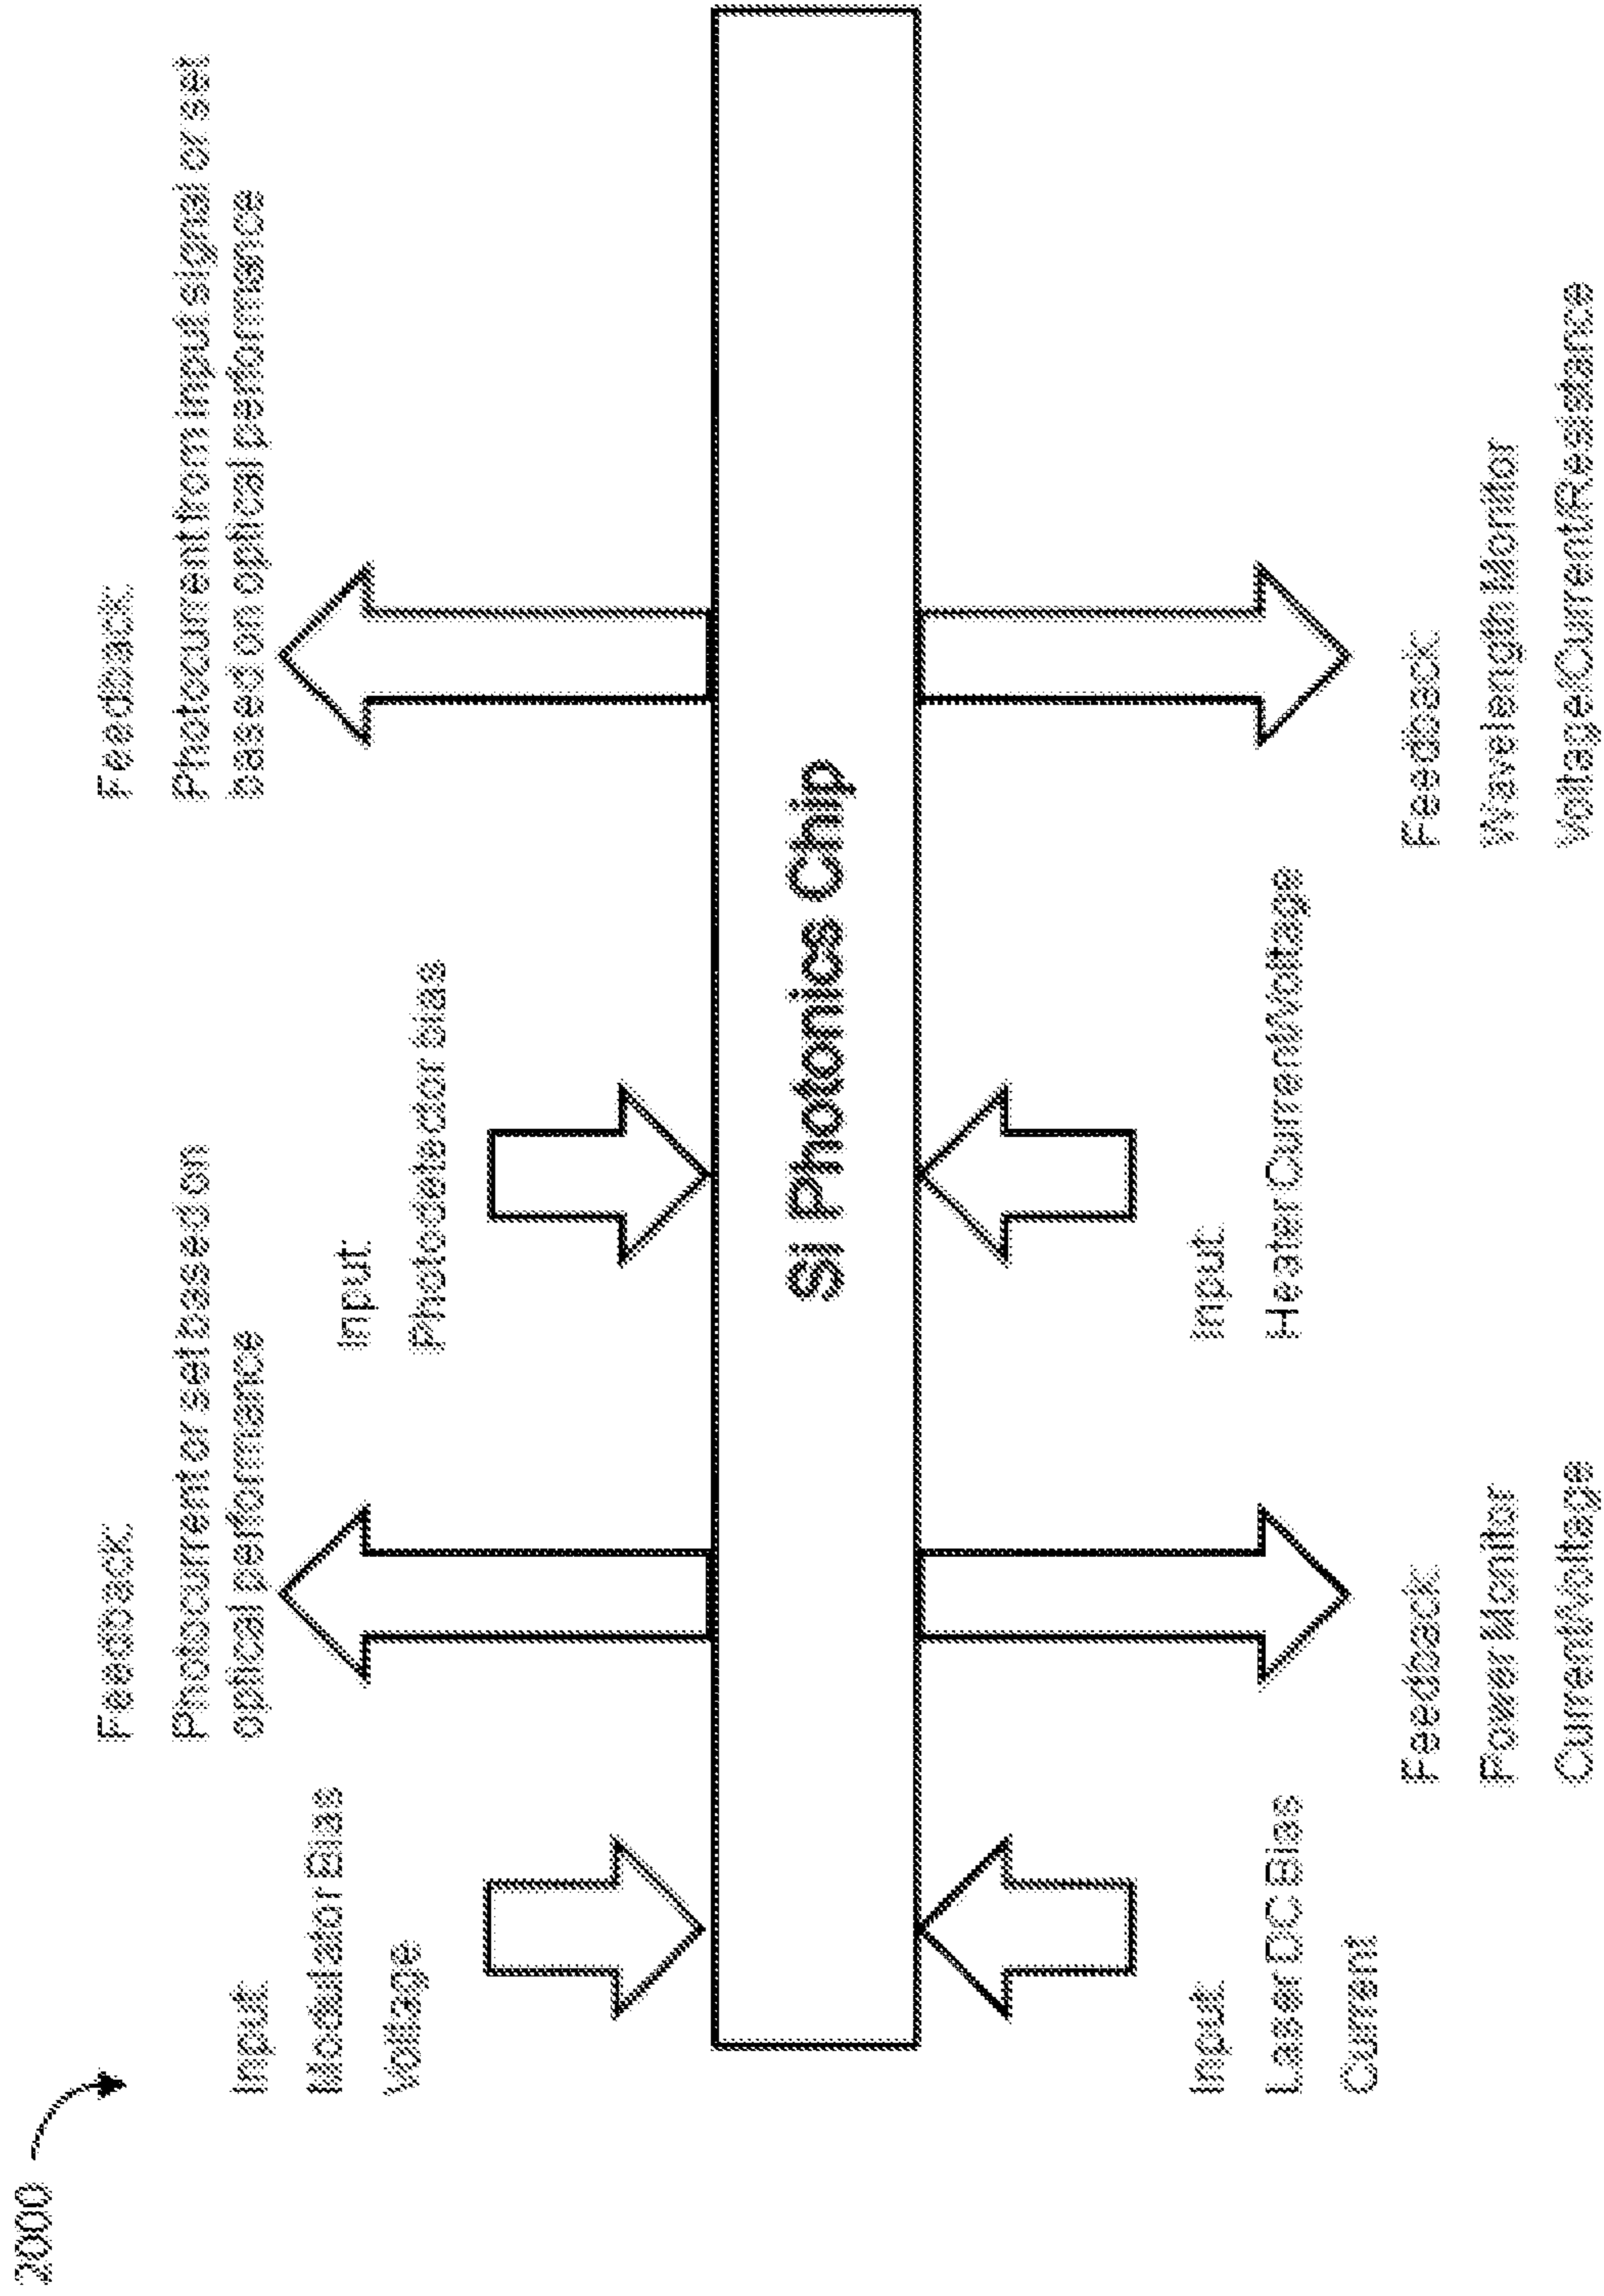 2000
Feedback:
Photocurrent or set based on
optical performance
Feedback:
Photocurrent from input signal or set
based on optical performance
Input:
Modulator Bias
Voltage
Input:
Photodetector bias
Si Photonics Chip
Input:
Laser DC Bias
Current
Input:
Heater Current/Voltage
Feedback:
Power Monitor
Current/Voltage
Feedback:
Wavelength Monitor
Voltage/Current/Resistance